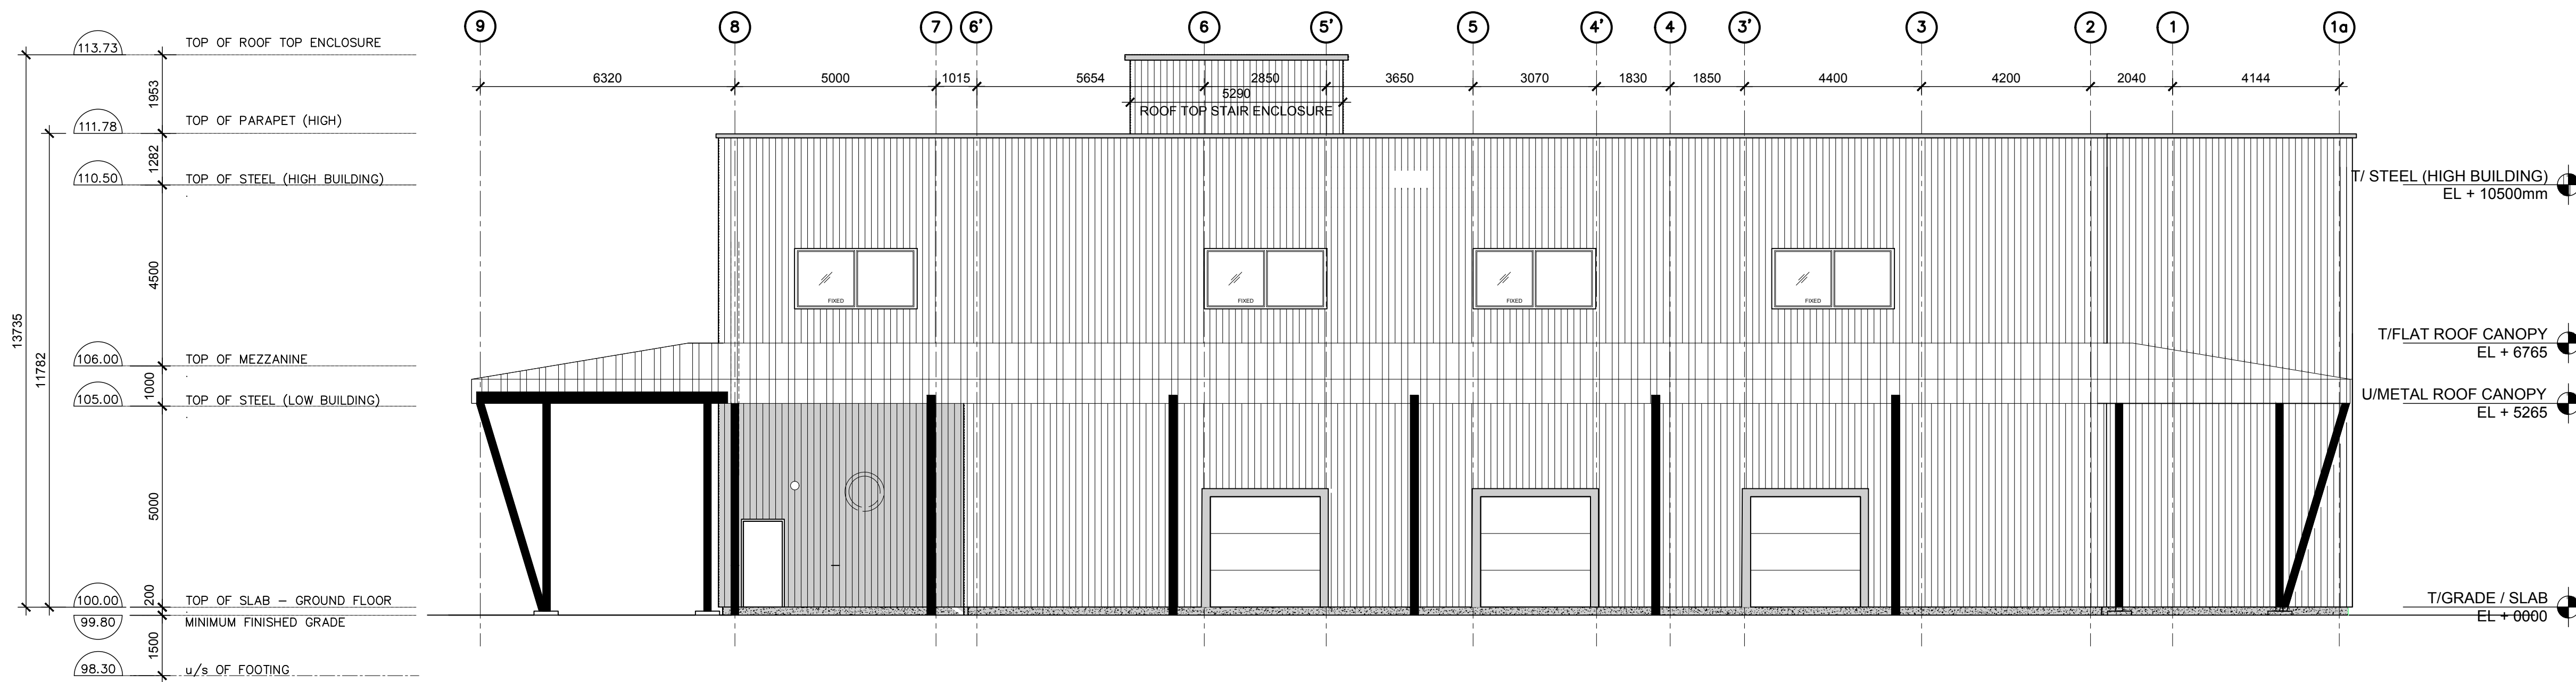 9 8 7 6' 6 5' 5 4' 4 3' 3 2 1 1a
113.73 TOP OF ROOF TOP ENCLOSURE
6320 5000 1015 5654 2850 3650 3070 1830 1850 4400 4200 2040 4144
1953
5290
ROOF TOP STAIR ENCLOSURE
111.78 TOP OF PARAPET (HIGH)
1282
110.50 TOP OF STEEL (HIGH BUILDING)
T/ STEEL (HIGH BUILDING)
EL + 10500mm
4500
FIXED FIXED FIXED FIXED
13735
11782
T/FLAT ROOF CANOPY
EL + 6765
106.00 TOP OF MEZZANINE
1000
105.00 TOP OF STEEL (LOW BUILDING)
U/METAL ROOF CANOPY
EL + 5265
5000
200
100.00 TOP OF SLAB – GROUND FLOOR
T/GRADE / SLAB
EL + 0000
99.80 MINIMUM FINISHED GRADE
1500
98.30 u/s OF FOOTING